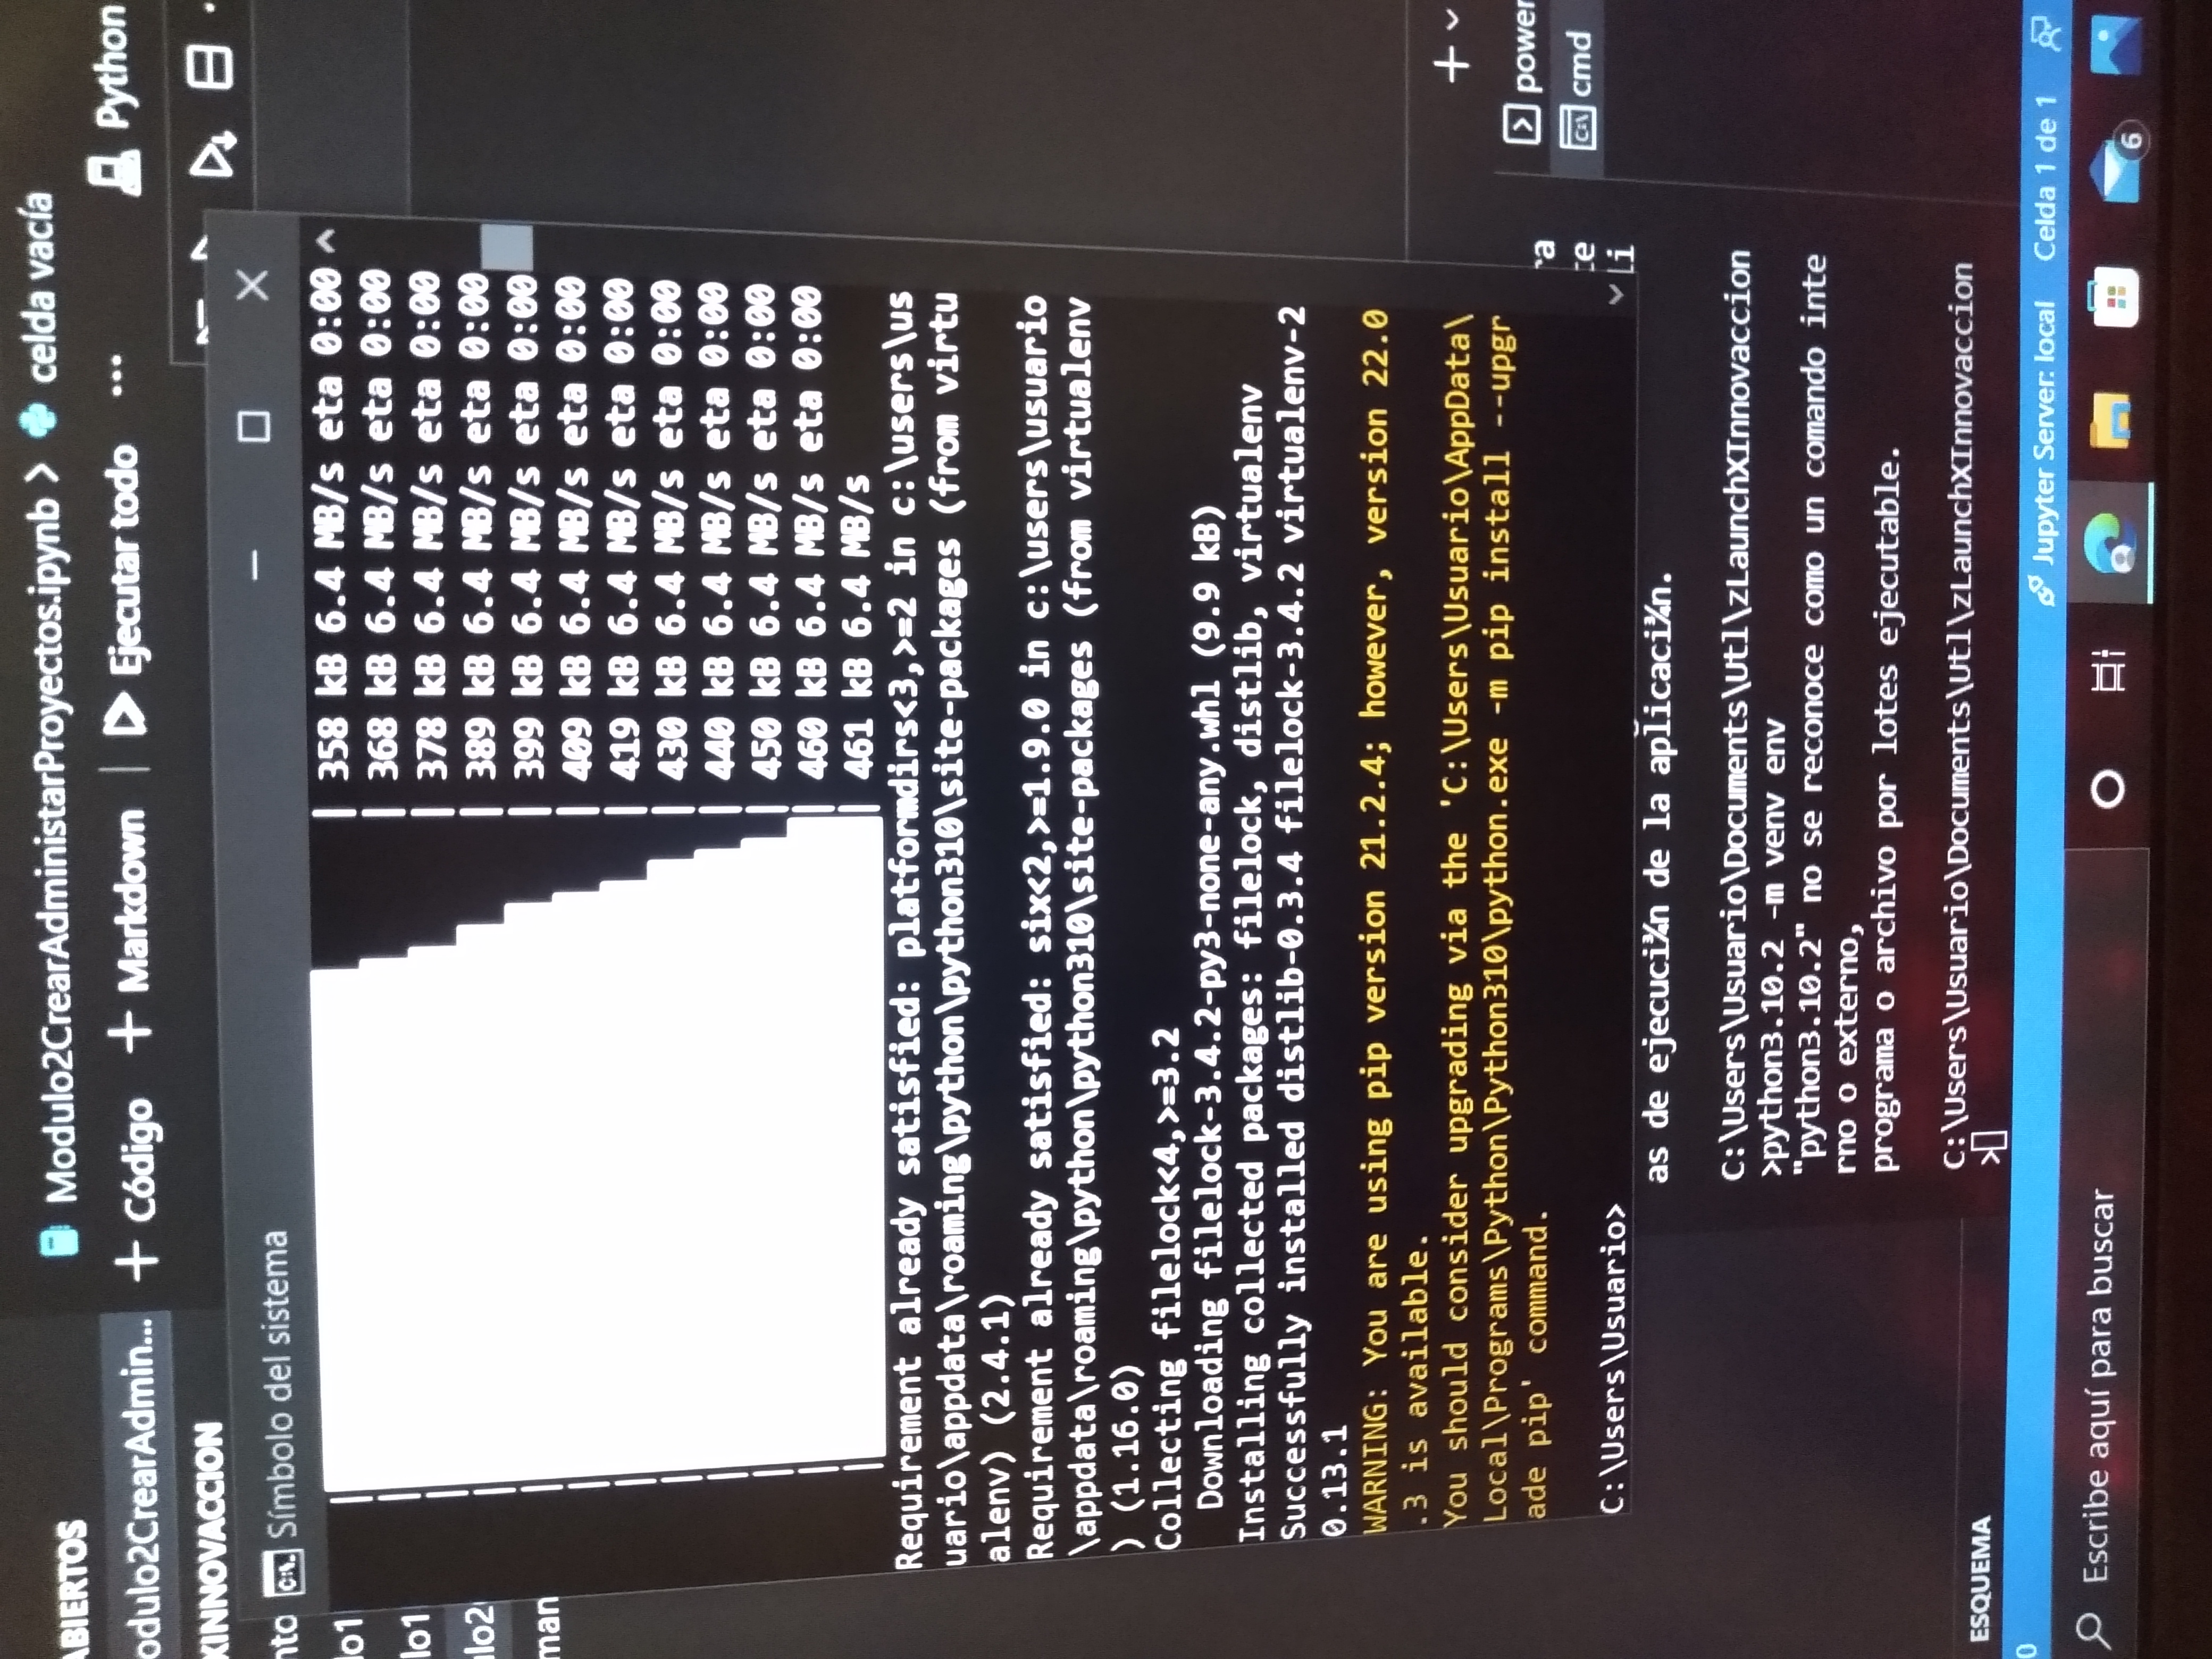 ABIERTOS
Modulo2CrearAdministarProyectos.ipynb > celda vacía
odulo2CrearAdmin...
+ Código + Markdown | Ejecutar todo ... Python
XINNOVACCION
Símbolo del sistema
nto
lo1
lo1
lo2
man
| 358 kB 6.4 MB/s eta 0:00
| 368 kB 6.4 MB/s eta 0:00
| 378 kB 6.4 MB/s eta 0:00
| 389 kB 6.4 MB/s eta 0:00
| 399 kB 6.4 MB/s eta 0:00
| 409 kB 6.4 MB/s eta 0:00
| 419 kB 6.4 MB/s eta 0:00
| 430 kB 6.4 MB/s eta 0:00
| 440 kB 6.4 MB/s eta 0:00
| 450 kB 6.4 MB/s eta 0:00
| 460 kB 6.4 MB/s eta 0:00
| 461 kB 6.4 MB/s
Requirement already satisfied: platformdirs<3,>=2 in c:\users\us
uario\appdata\roaming\python\python310\site-packages (from virtu
alenv) (2.4.1)
Requirement already satisfied: six<2,>=1.9.0 in c:\users\usuario
\appdata\roaming\python\python310\site-packages (from virtualenv
) (1.16.0)
Collecting filelock<4,>=3.2
Downloading filelock-3.4.2-py3-none-any.whl (9.9 kB)
Installing collected packages: filelock, distlib, virtualenv
Successfully installed distlib-0.3.4 filelock-3.4.2 virtualenv-2
0.13.1
WARNING: You are using pip version 21.2.4; however, version 22.0
.3 is available.
You should consider upgrading via the 'C:\Users\Usuario\AppData\
Local\Programs\Python\Python310\python.exe -m pip install --upgr
ade pip' command.
C:\Users\Usuario>
ra
te
li
power
cmd
as de ejecuci¾n de la aplicaci¾n.
C:\Users\Usuario\Documents\Utl\zLaunchXInnovaccion
>python3.10.2 -m venv env
"python3.10.2" no se reconoce como un comando inte
rno o externo,
programa o archivo por lotes ejecutable.
C:\Users\Usuario\Documents\Utl\zLaunchXInnovaccion
>
ESQUEMA
0
Jupyter Server: local Celda 1 de 1
Escribe aquí para buscar
6